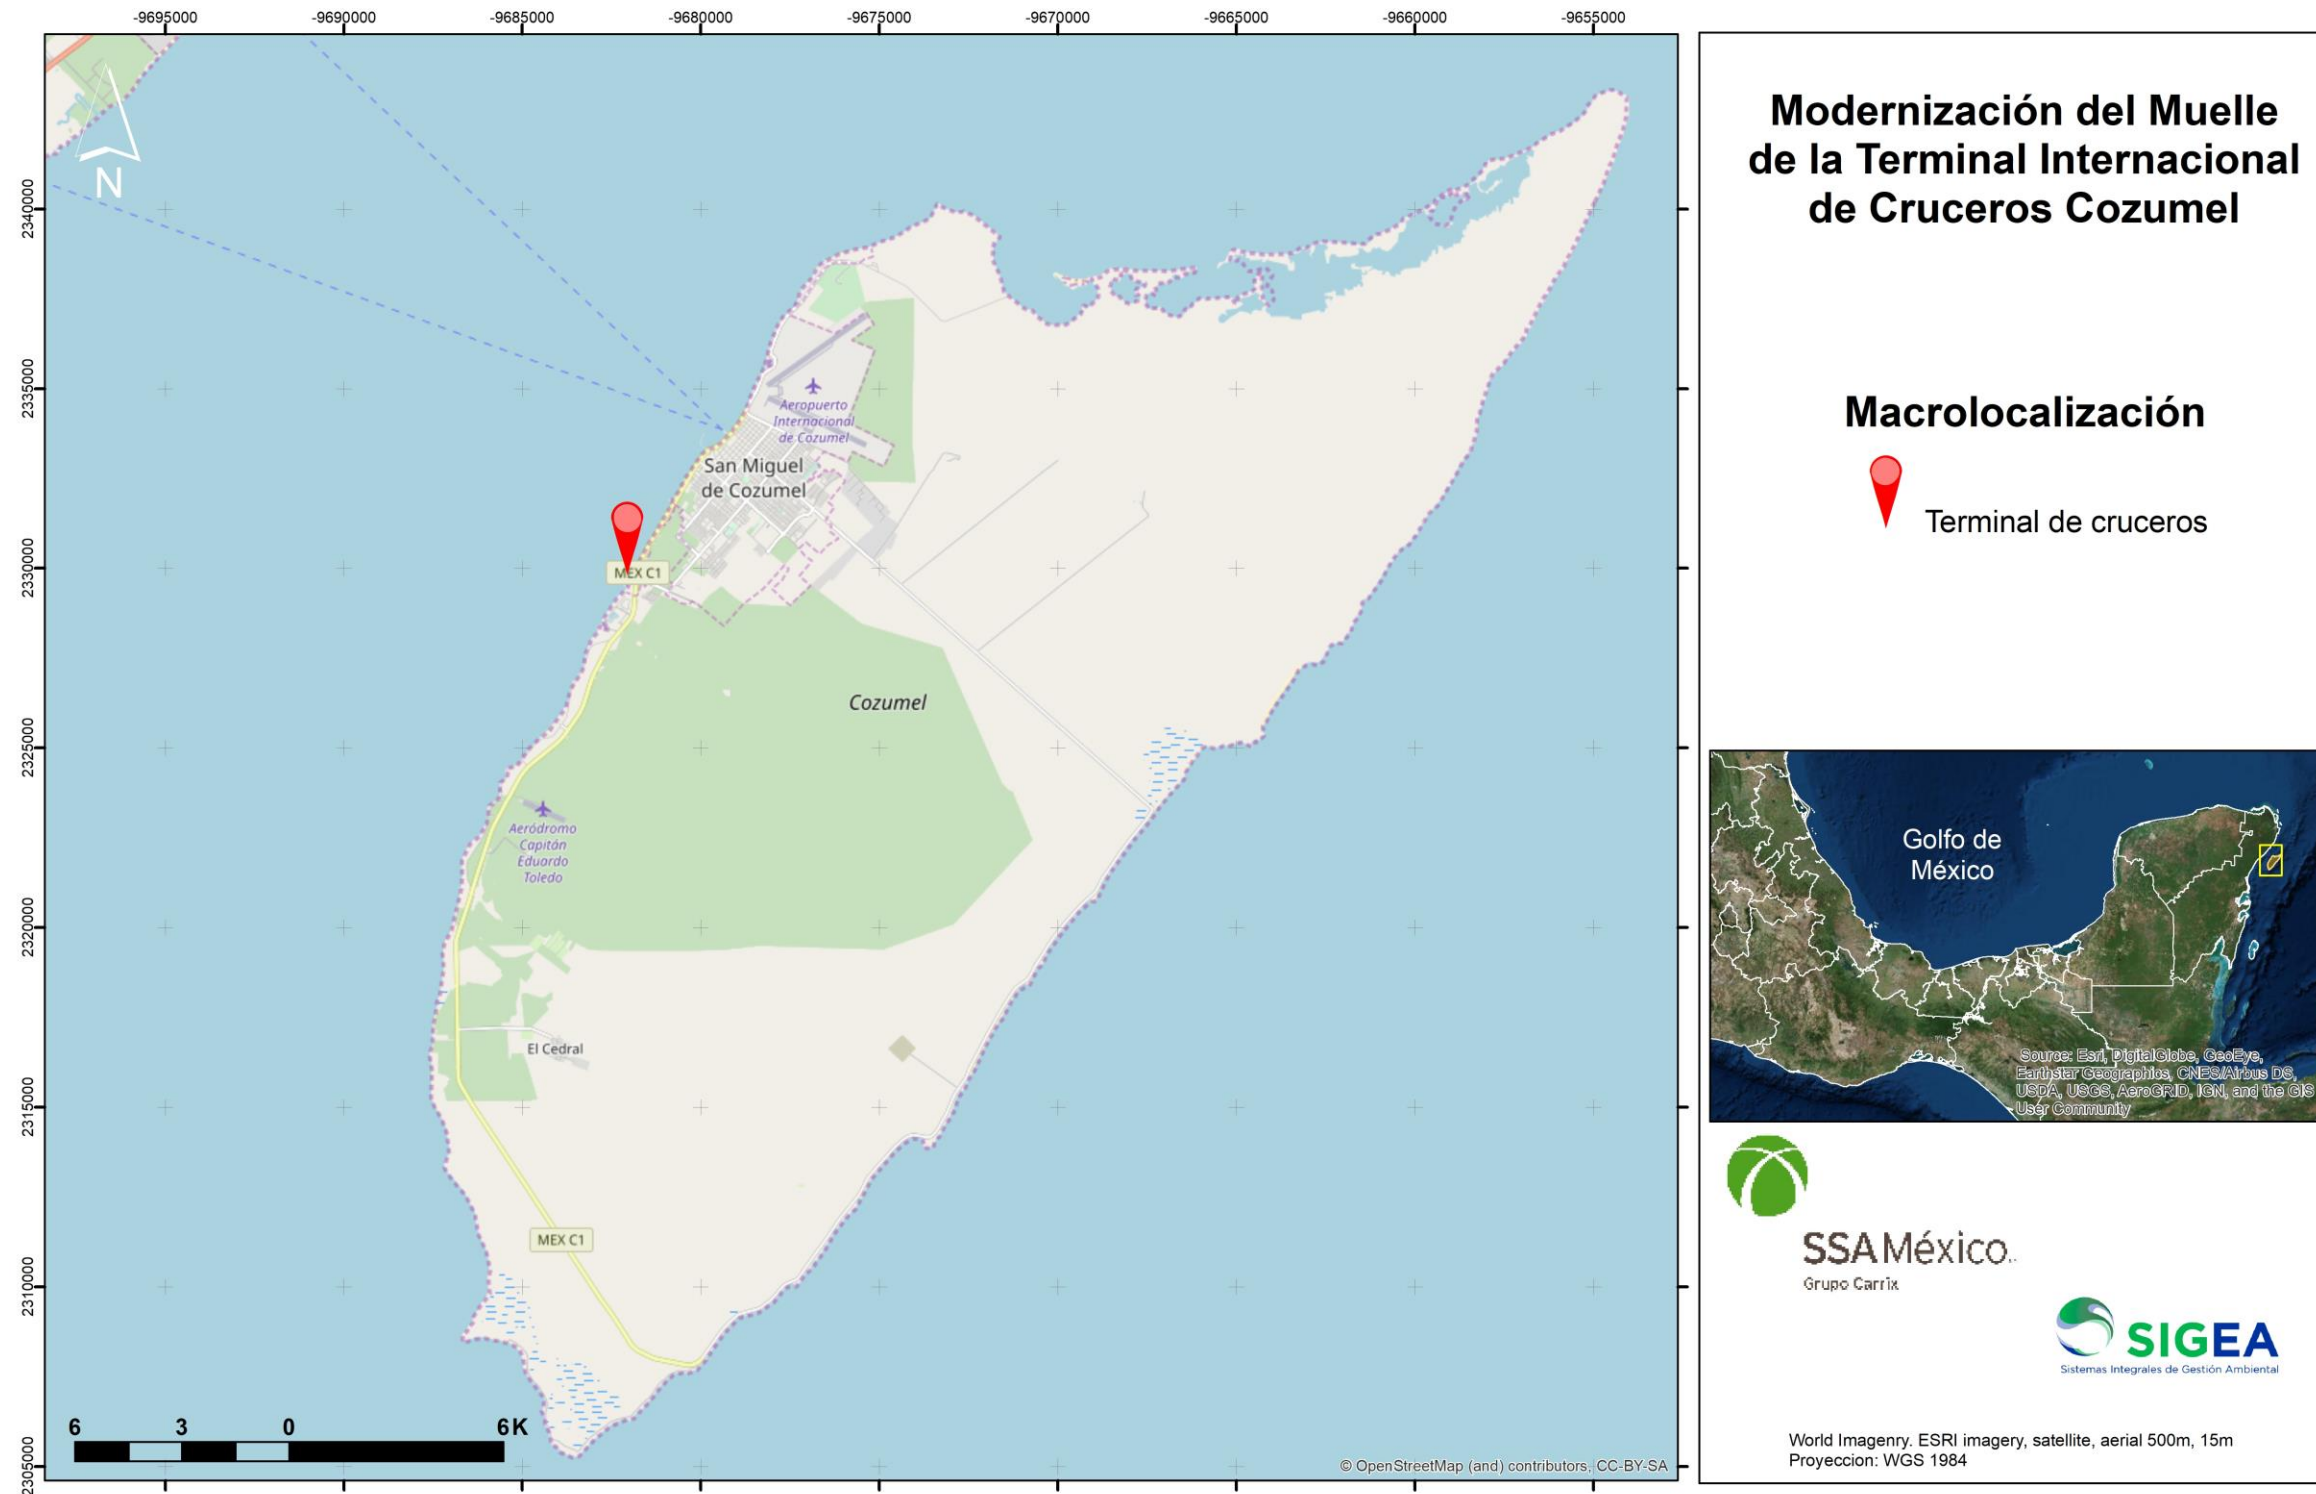 -9695000 -9690000 -9685000 -9680000 -9675000 -9670000 -9665000 -9660000 -9655000
2340000
2335000
2330000
2325000
2320000
2315000
2310000
2305000
N
Aeropuerto
Internacional
de Cozumel
San Miguel
de Cozumel
MEX C1
Cozumel
Aeródromo
Capitán
Eduardo
Toledo
El Cedral
MEX C1
6 3 0 6 K
© OpenStreetMap (and) contributors, CC-BY-SA
Modernización del Muelle
de la Terminal Internacional
de Cruceros Cozumel
Macrolocalización
Terminal de cruceros
Golfo de
México
Source: Esri, DigitalGlobe, GeoEye,
Earthstar Geographics, CNES/Airbus DS,
USDA, USGS, AeroGRID, IGN, and the GIS
User Community
SSA México
Grupo Carrix
SIGEA
Sistemas Integrales de Gestión Ambiental
World Imagenry. ESRI imagery, satellite, aerial 500m, 15m
Proyeccion: WGS 1984